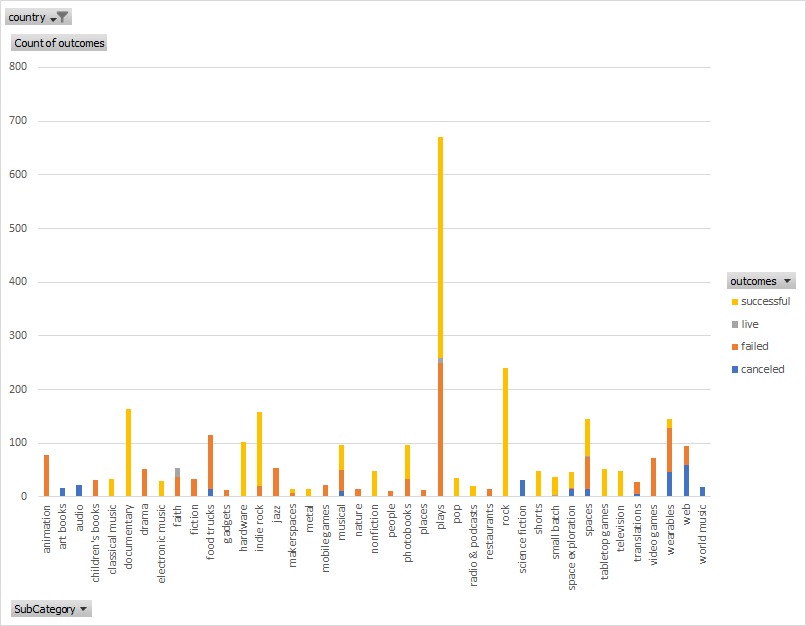 country
Count of outcomes
800
700
600
500
400
300
200
100
0
animation
art books
audio
children's books
classical music
documentary
drama
electronic music
faith
fiction
food trucks
gadgets
hardware
indie rock
jazz
makerspaces
metal
mobile games
musical
nature
nonfiction
people
photobooks
places
plays
pop
radio & podcasts
restaurants
rock
science fiction
shorts
small batch
space exploration
spaces
tabletop games
television
translations
video games
wearables
web
world music
outcomes
successful
live
failed
canceled
SubCategory